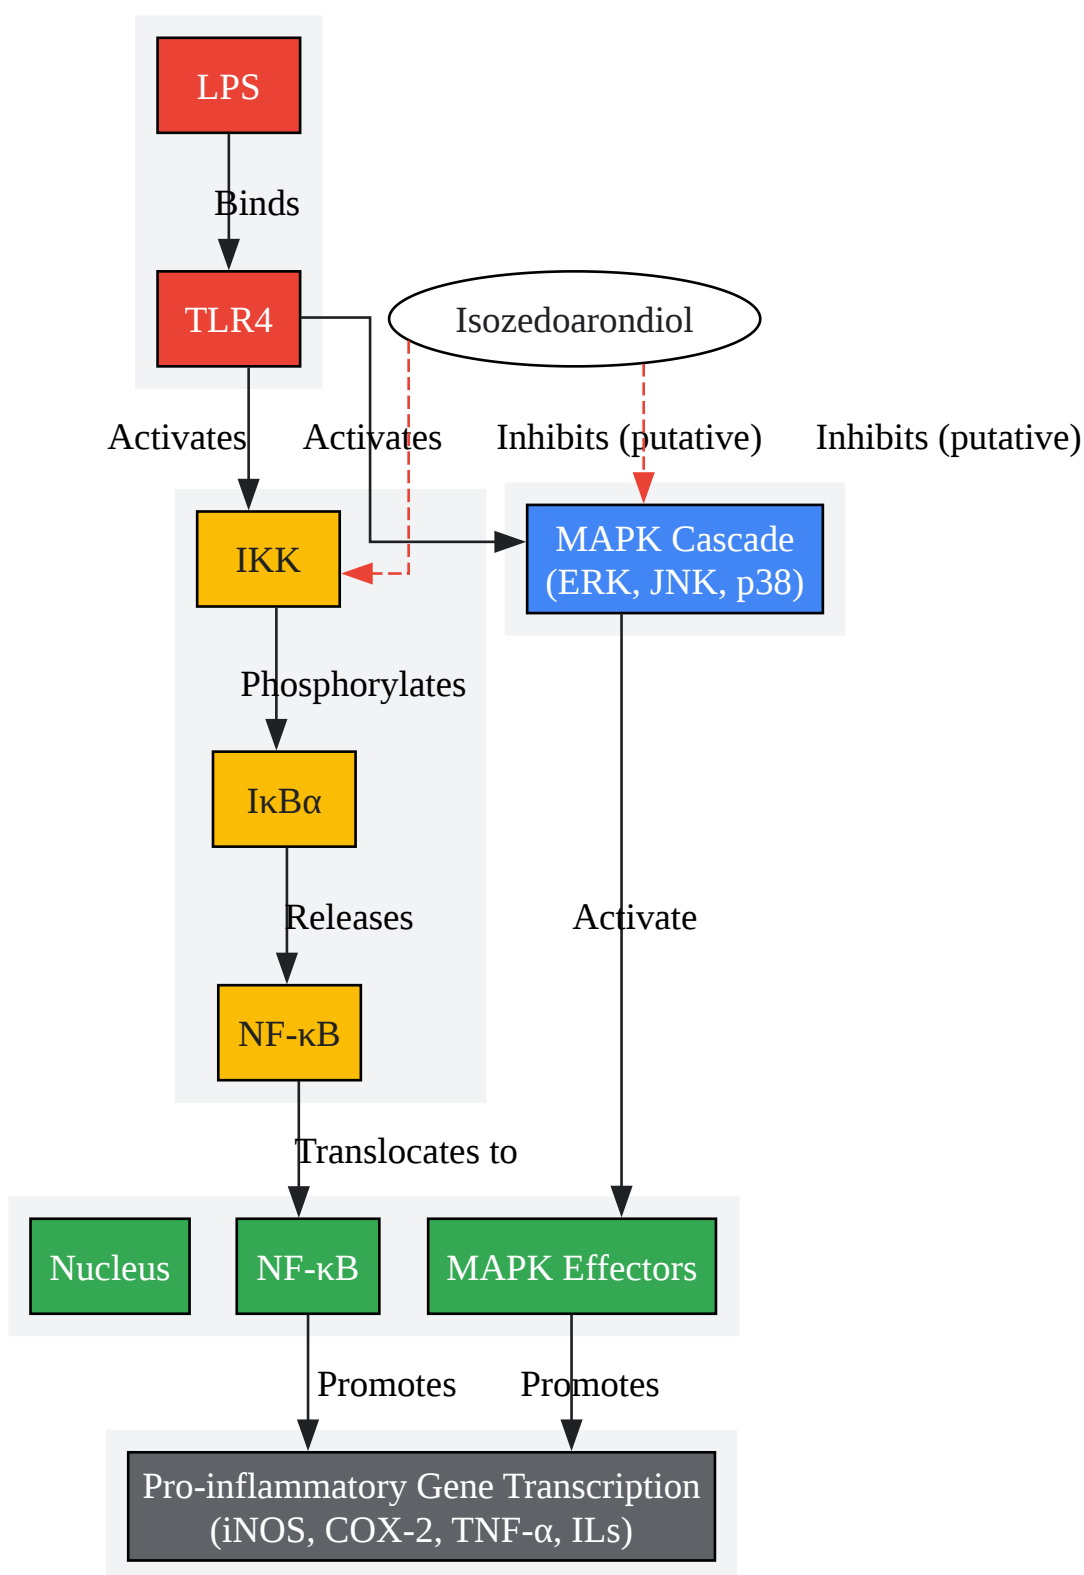 LPS
Binds
TLR4
Isozedoarondiol
Activates
Activates
Inhibits (putative)
Inhibits (putative)
IKK
MAPK Cascade
(ERK, JNK, p38)
Phosphorylates
IκBα
Releases
Activate
NF-κB
Translocates to
Nucleus
NF-κB
MAPK Effectors
Promotes
Promotes
Pro-inflammatory Gene Transcription
(iNOS, COX-2, TNF-α, ILs)